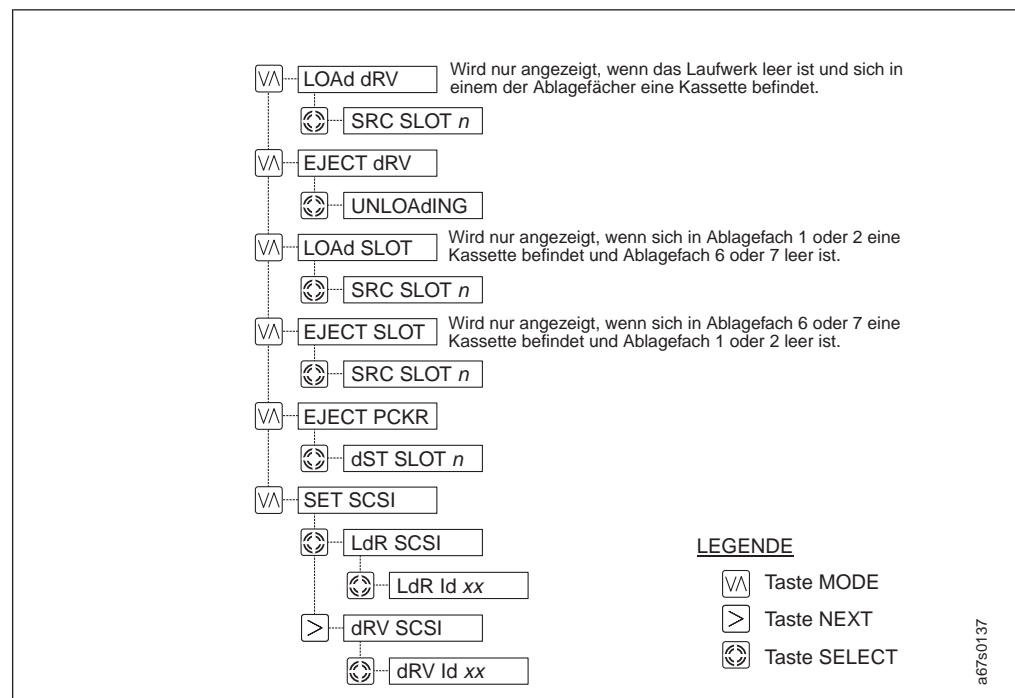 LOAd dRV
Wird nur angezeigt, wenn das Laufwerk leer ist und sich in
einem der Ablagefächer eine Kassette befindet.
SRC SLOT n
EJECT dRV
UNLOAdING
LOAd SLOT
Wird nur angezeigt, wenn sich in Ablagefach 1 oder 2 eine
Kassette befindet und Ablagefach 6 oder 7 leer ist.
SRC SLOT n
EJECT SLOT
Wird nur angezeigt, wenn sich in Ablagefach 6 oder 7 eine
Kassette befindet und Ablagefach 1 oder 2 leer ist.
SRC SLOT n
EJECT PCKR
dST SLOT n
SET SCSI
LdR SCSI
LdR Id xx
dRV SCSI
dRV Id xx
LEGENDE
Taste MODE
Taste NEXT
Taste SELECT
a67s0137